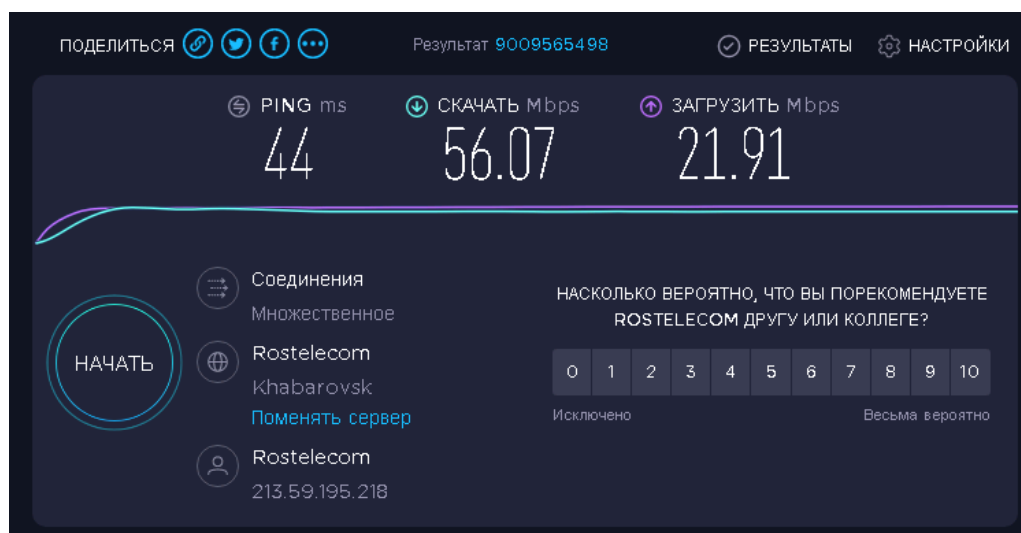 ПОДЕЛИТЬСЯ Результат 9009565498 РЕЗУЛЬТАТЫ НАСТРОЙКИ
PING ms СКАЧАТЬ Mbps ЗАГРУЗИТЬ Mbps
44 56.07 21.91
НАЧАТЬ
Соединения
Множественное
Rostelecom
Khabarovsk
Поменять сервер
Rostelecom
213.59.195.218
НАСКОЛЬКО ВЕРОЯТНО, ЧТО ВЫ ПОРЕКОМЕНДУЕТЕ
ROSTELECOM ДРУГУ ИЛИ КОЛЛЕГЕ?
0 1 2 3 4 5 6 7 8 9 10
Исключено Весьма вероятно